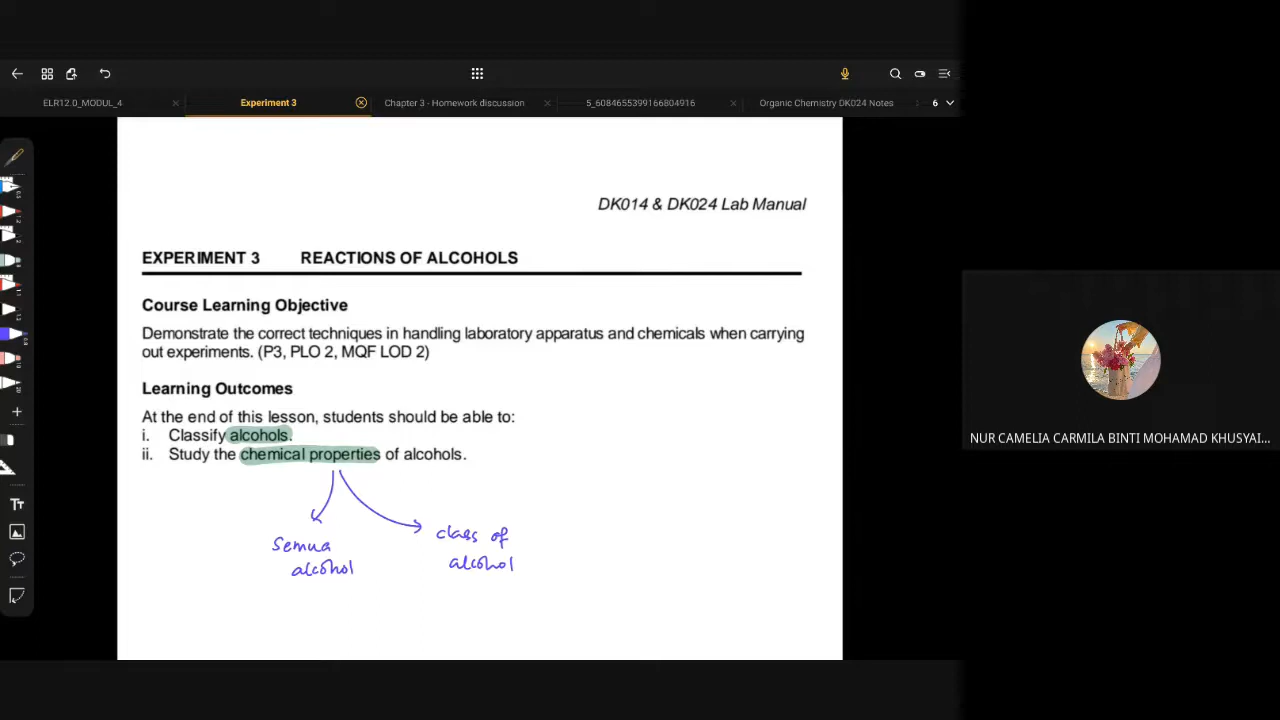 ELR12.0_MODUL_4
Experiment 3
Chapter 3 - Homework discussion
5_6084655399166804916
Organic Chemistry DK024 Notes
6
DK014 & DK024 Lab Manual
EXPERIMENT 3 REACTIONS OF ALCOHOLS
Course Learning Objective
Demonstrate the correct techniques in handling laboratory apparatus and chemicals when carrying
out experiments. (P3, PLO 2, MQF LOD 2)
Learning Outcomes
At the end of this lesson, students should be able to:
i. Classify alcohols.
ii. Study the chemical properties of alcohols.
Semua
alcohol
class of
alcohol
Tt
NUR CAMELIA CARMILA BINTI MOHAMAD KHUSYAI...